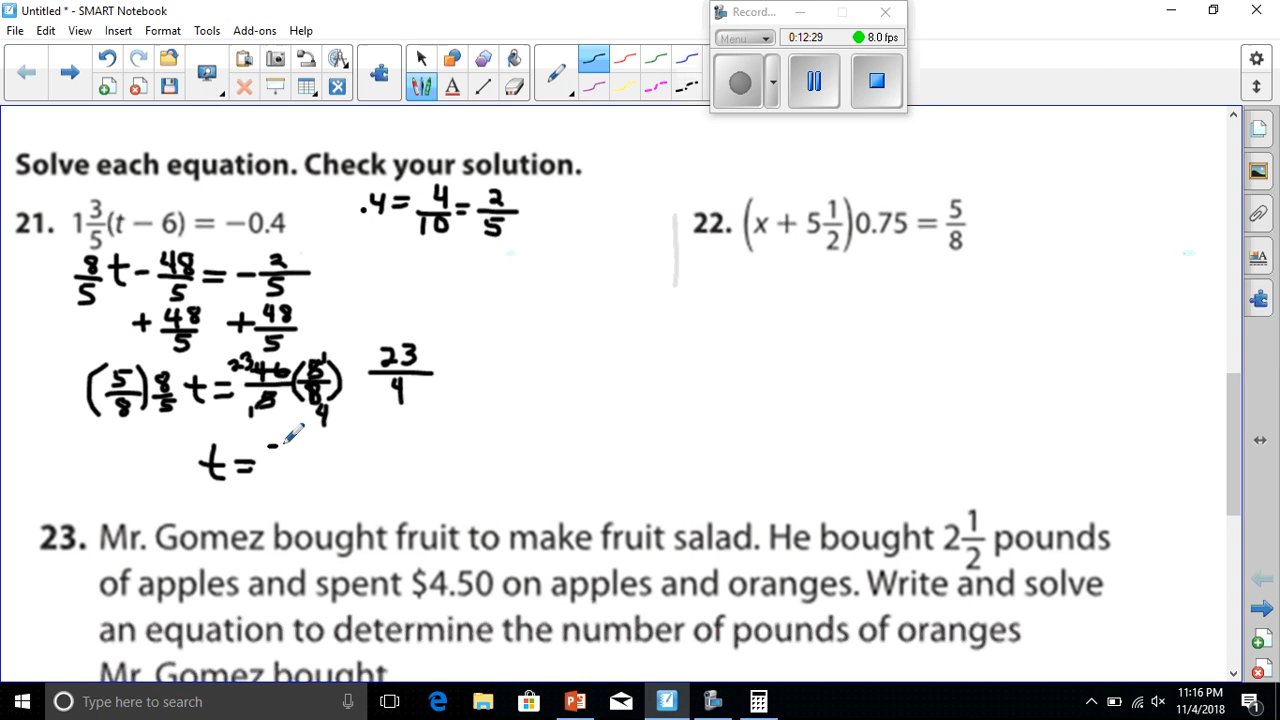 Untitled * - SMART Notebook
File Edit View Insert Format Tools Add-ons Help
Record...
Menu 0:12:29 8.0 fps
Solve each equation. Check your solution.
21. 1 3/5 (t − 6) = −0.4
.4 = 4/10 = 2/5
22. (x + 5 1/2)0.75 = 5/8
8/5 t - 48/5 = - 2/5
+ 48/5 + 48/5
(5/8) 8/5 t = 23 46/5 1 (5 1/8 4) 23/4
t =
23. Mr. Gomez bought fruit to make fruit salad. He bought 2 1/2 pounds
of apples and spent $4.50 on apples and oranges. Write and solve
an equation to determine the number of pounds of oranges
Mr. Gomez bought
Type here to search
11:16 PM
11/4/2018